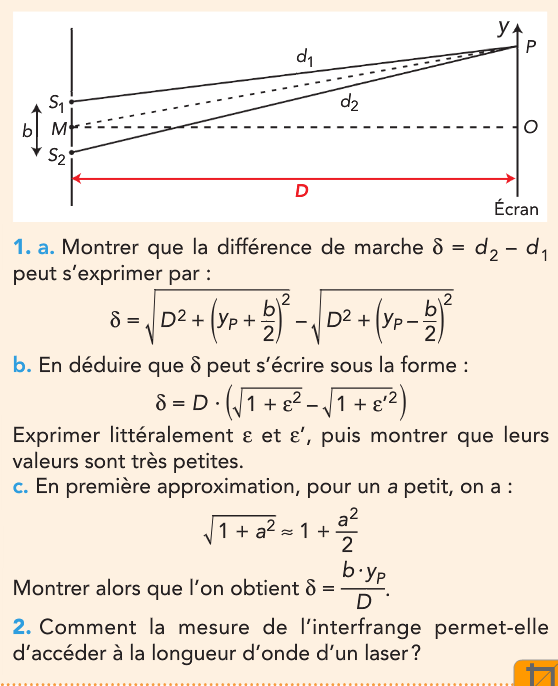 y
P
d₁
S₁
d₂
b
M
O
S₂
D
Écran
1. a. Montrer que la différence de marche δ = d₂ – d₁
peut s’exprimer par :
δ = √(D² + (y_P + b/2)²) – √(D² + (y_P – b/2)²)
b. En déduire que δ peut s’écrire sous la forme :
δ = D · (√(1 + ε²) – √(1 + ε′²))
Exprimer littéralement ε et ε′, puis montrer que leurs
valeurs sont très petites.
c. En première approximation, pour un a petit, on a :
√(1 + a²) ≈ 1 + a²/2
Montrer alors que l’on obtient δ = b·y_P/D.
2. Comment la mesure de l’interfrange permet-elle
d’accéder à la longueur d’onde d’un laser ?